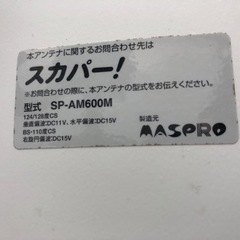 本アンテナに関するお問合わせ先は
スカパー!
お問合わせの際に、本アンテナの型式をお伝えください。
型式 SP-AM600M
124/128度CS
垂直偏波:DC11V、水平偏波:DC15V
BS・110度CS
右旋円偏波:DC15V
製造元
MASPRO